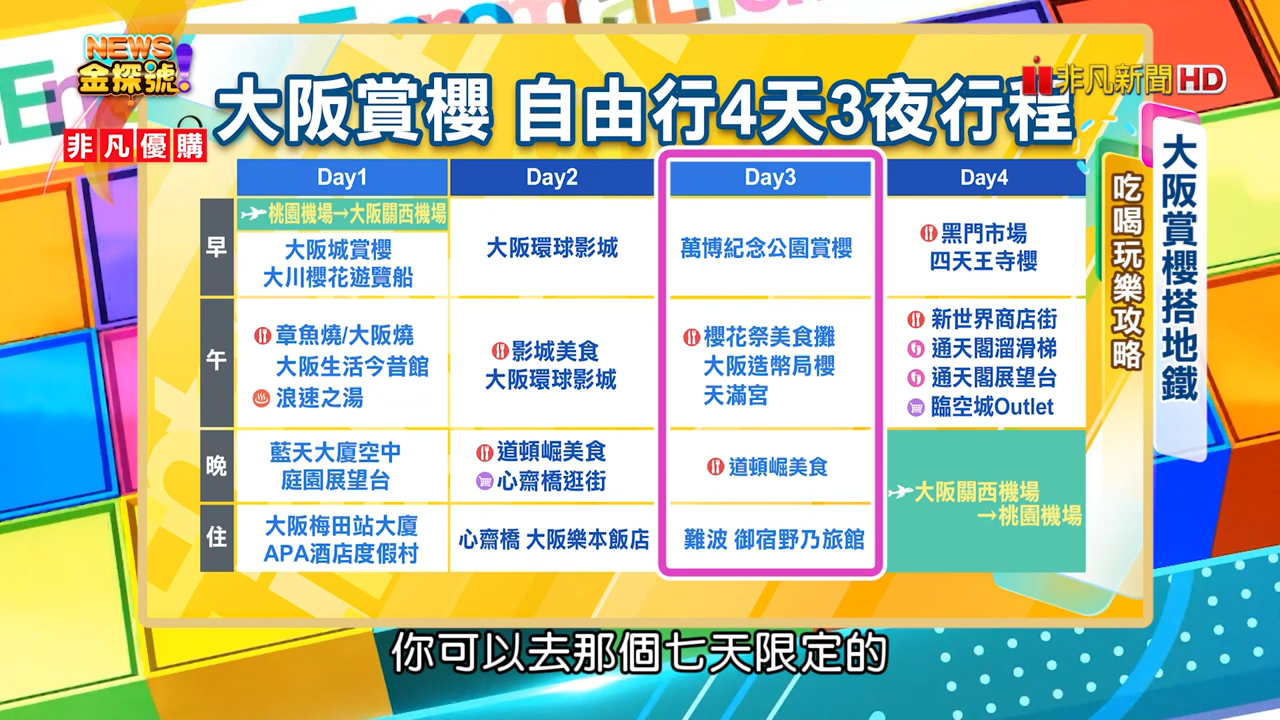 NEWS
金探號!
非凡優購
大阪賞櫻 自由行4天3夜行程
非凡新聞HD
大阪賞櫻搭地鐵
吃喝玩樂攻略
Day1
Day2
Day3
Day4
早
桃園機場→大阪關西機場
大阪城賞櫻
大川櫻花遊覽船
大阪環球影城
萬博紀念公園賞櫻
黑門市場
四天王寺櫻
午
章魚燒/大阪燒
大阪生活今昔館
浪速之湯
影城美食
大阪環球影城
櫻花祭美食攤
大阪造幣局櫻
天滿宮
新世界商店街
通天閣溜滑梯
通天閣展望台
臨空城Outlet
晚
藍天大廈空中
庭園展望台
道頓崛美食
心齋橋逛街
道頓崛美食
大阪關西機場
→桃園機場
住
大阪梅田站大廈
APA酒店度假村
心齋橋 大阪樂本飯店
難波 御宿野乃旅館
你可以去那個七天限定的